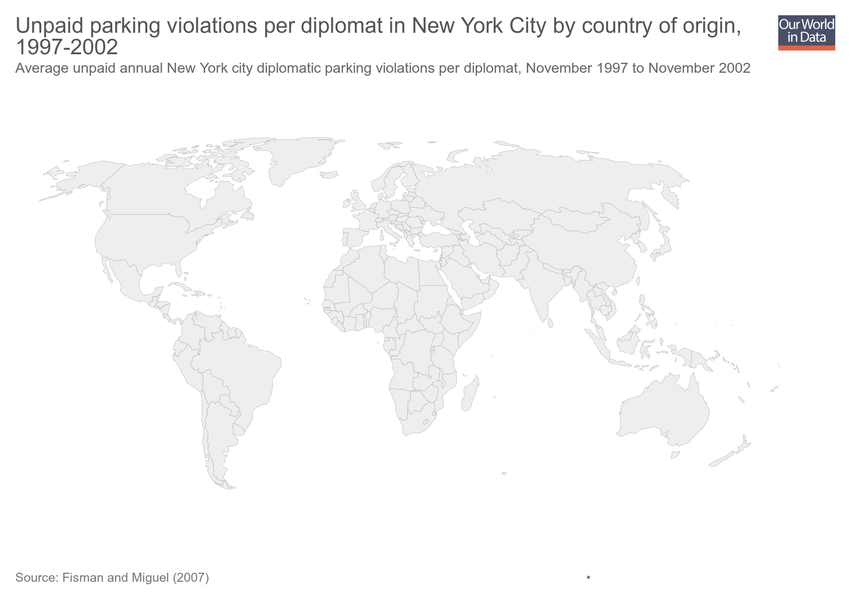 Unpaid parking violations per diplomat in New York City by country of origin,
1997-2002
Our World
in Data
Average unpaid annual New York city diplomatic parking violations per diplomat, November 1997 to November 2002
Source: Fisman and Miguel (2007)
•